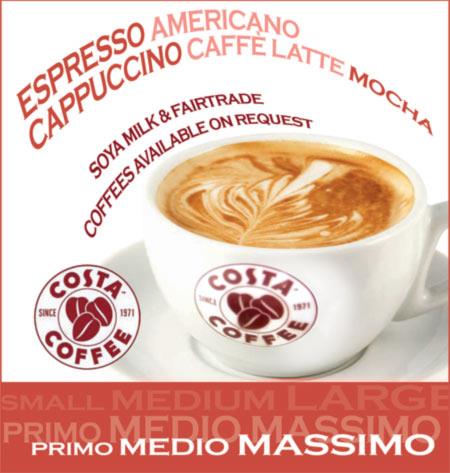 ESPRESSO AMERICANO
CAPPUCCINO CAFFÈ LATTE MOCHA
SOYA MILK & FAIRTRADE
COFFEES AVAILABLE ON REQUEST
COSTA
SINCE 1971
COFFEE
COSTA
SINCE 1971
COFFEE
SMALL MEDIUM LARGE
PRIMO MEDIO MASSIMO
PRIMO MEDIO MASSIMO